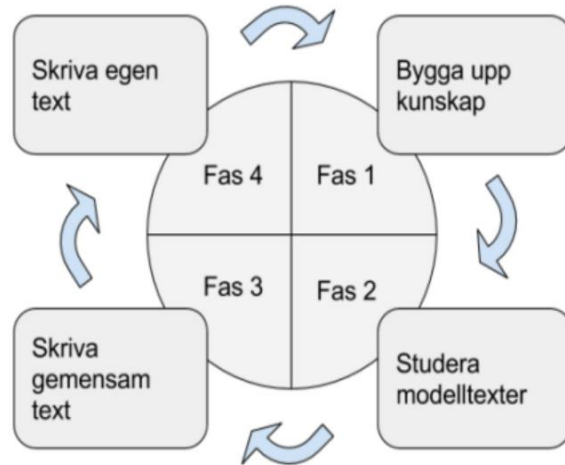 Skriva egen
text
Bygga upp
kunskap
Fas 4
Fas 1
Fas 3
Fas 2
Skriva
gemensam
text
Studera
modelltexter